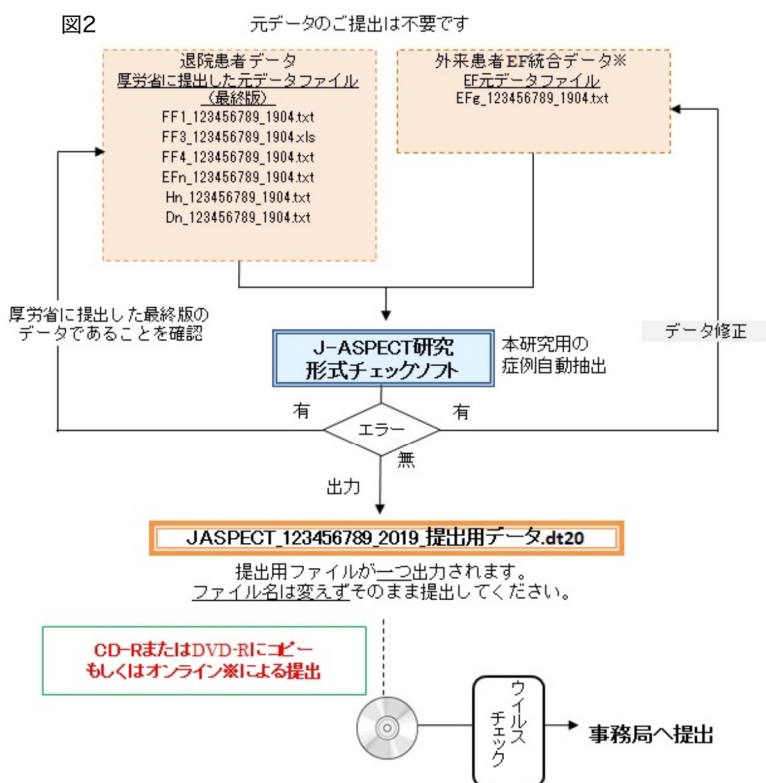 図2
元データのご提出は不要です
退院患者データ
厚労省に提出した元データファイル
(最終版)
FF1_123456789_1904.txt
FF3_123456789_1904.xls
FF4_123456789_1904.txt
EFn_123456789_1904.txt
Hn_123456789_1904.txt
Dn_123456789_1904.txt
外来患者EF統合データ※
EF元データファイル
EFg_123456789_1904.txt
厚労省に提出した最終版の
データであることを確認
J-ASPECT研究
形式チェックソフト
本研究用の
症例自動抽出
データ修正
有
エラー
有
無
出力
JASPECT_123456789_2019_提出用データ.dt20
提出用ファイルが一つ出力されます。
ファイル名は変えずそのまま提出してください。
CD-RまたはDVD-Rにコピー
もしくはオンライン※による提出
ウイルス
チェック
事務局へ提出